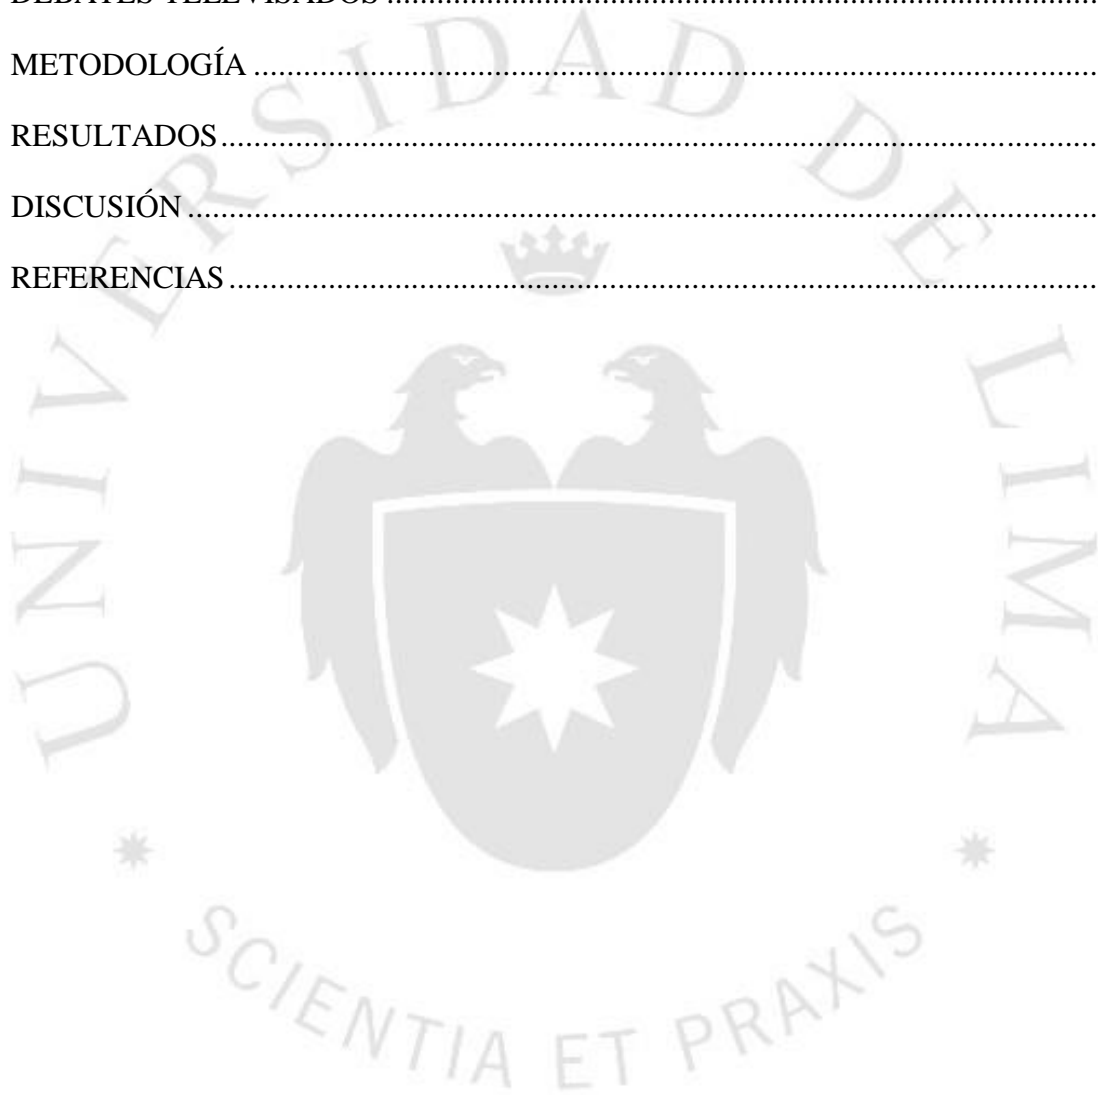 DEBATES TELEVISADOS ....................................................................................
METODOLOGÍA ....................................................................................
RESULTADOS ....................................................................................
DISCUSIÓN ....................................................................................
REFERENCIAS ....................................................................................
UNIVERSIDAD DE LIMA
SCIENTIA ET PRAXIS